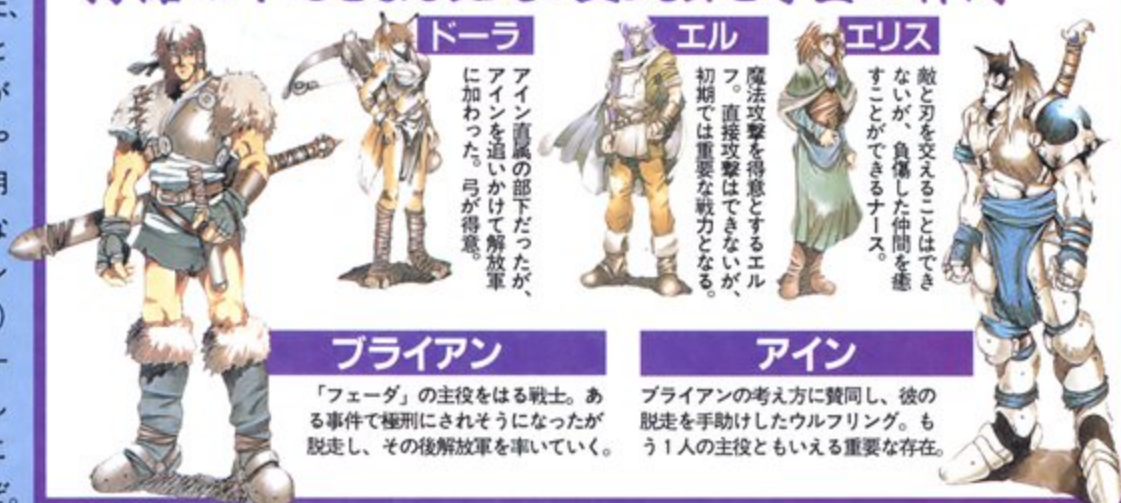 ドーラ
アイン直属の部下だったが、
アインを追いかけて解放軍
に加わった。弓が得意。
エル
魔法攻撃を得意とするエル
フ。直接攻撃はできないが、
初期では重要な戦力となる。
エリス
敵と刃を交えることはでき
ないが、負傷した仲間を癒
すことができるナース。
ブライアン
「フェーダ」の主役をはる戦士。あ
る事件で極刑にされそうになったが
脱走し、その後解放軍を率いていく。
アイン
ブライアンの考え方に賛同し、彼の
脱走を手助けしたウルフリング。も
う1人の主役ともいえる重要な存在。